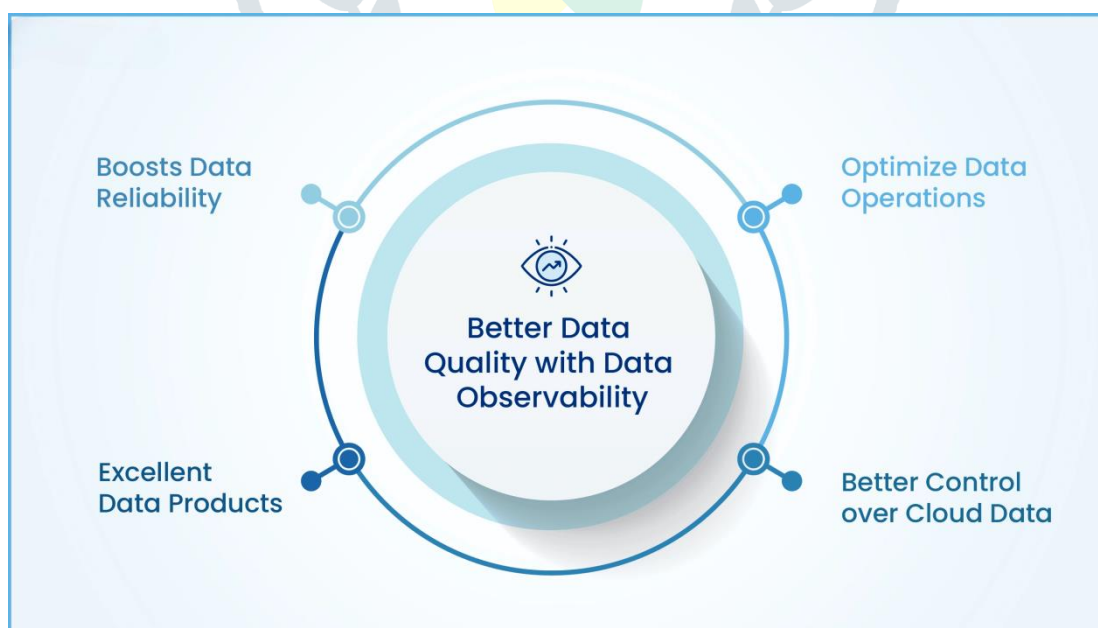 Boosts Data
Reliability
Optimize Data
Operations
Better Data
Quality with Data
Observability
Excellent
Data Products
Better Control
over Cloud Data